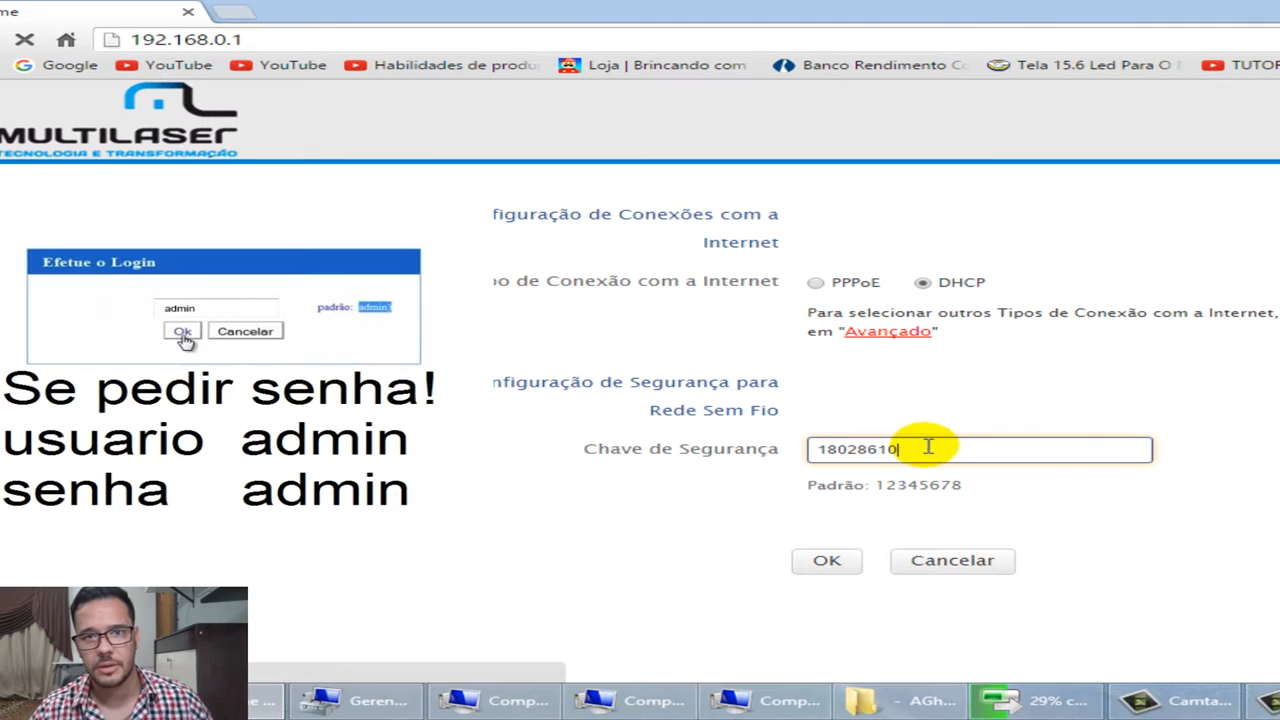 me
192.168.0.1
Google YouTube YouTube Habilidades de produ Loja | Brincando com Banco Rendimento Co Tela 15.6 Led Para O TUTOR
MULTILASER
TECNOLOGIA E TRANSFORMAÇÃO
figuração de Conexões com a
Internet
po de Conexão com a Internet
PPPoE DHCP
Para selecionar outros Tipos de Conexão com a Internet,
em "Avançado"
Efetue o Login
admin padrão: admin)
Ok Cancelar
Se pedir senha!
usuario admin
senha admin
nfiguração de Segurança para
Rede Sem Fio
Chave de Segurança 18028610
Padrão: 12345678
OK Cancelar
e ... Geren... Comp... Comp... Comp... - AGh... 29% c... Camta...